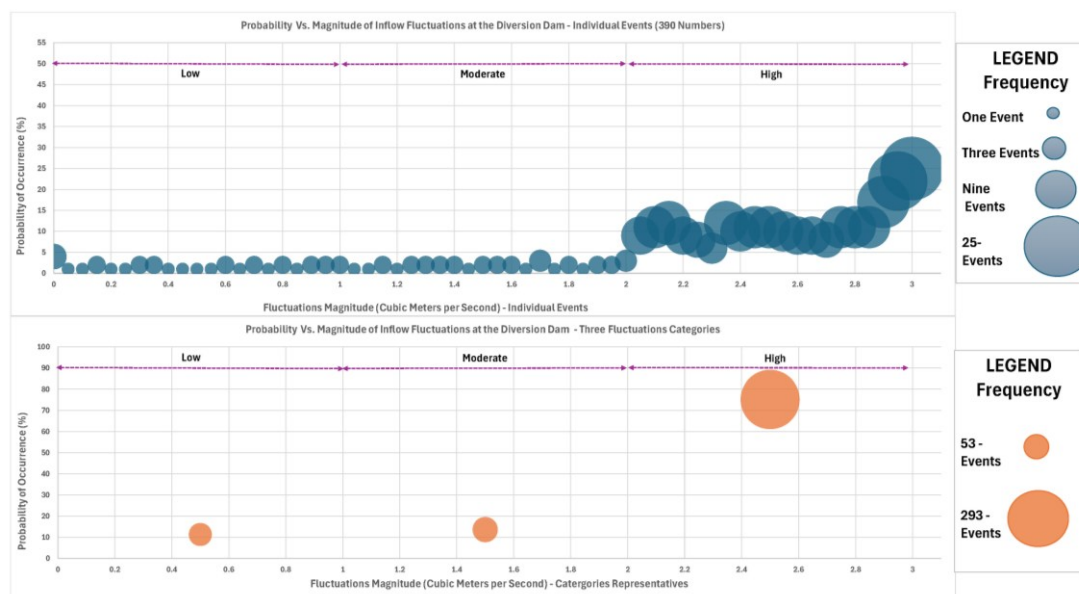 Probability Vs. Magnitude of Inflow Fluctuations at the Diversion Dam - Individual Events (390 Numbers)
Probability of Occurrence (%)
55
50
45
40
35
30
25
20
15
10
5
0
Low
Moderate
High
0 0.2 0.4 0.6 0.8 1 1.2 1.4 1.6 1.8 2 2.2 2.4 2.6 2.8 3
Fluctuations Magnitude (Cubic Meters per Second) - Individual Events
LEGEND
Frequency
One Event
Three Events
Nine
Events
25-
Events
Probability Vs. Magnitude of Inflow Fluctuations at the Diversion Dam - Three Fluctuations Categories
Probability of Occurrence (%)
100
90
80
70
60
50
40
30
20
10
0
Low
Moderate
High
0 0.2 0.4 0.6 0.8 1 1.2 1.4 1.6 1.8 2 2.2 2.4 2.6 2.8 3
Fluctuations Magnitude (Cubic Meters per Second) - Catergories Representatives
LEGEND
Frequency
53 -
Events
293 -
Events